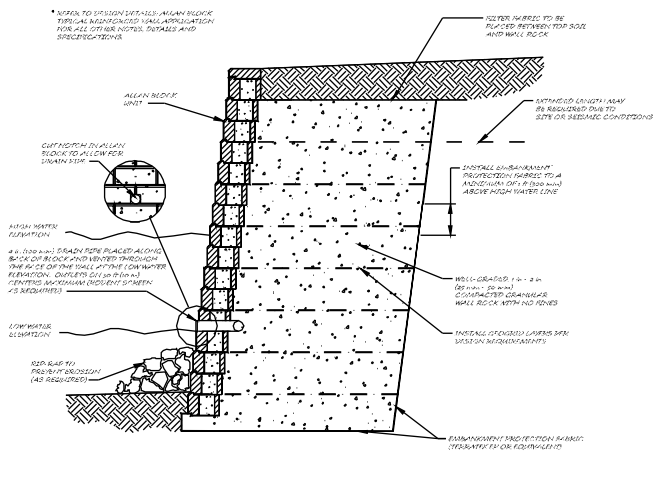 * REFER TO DESIGN DETAILS: ALLAN BLOCK
TYPICAL REINFORCED WALL APPLICATION
FOR ALL OTHER NOTES, DETAILS AND
SPECIFICATIONS.
FILTER FABRIC TO BE
PLACED BETWEEN TOP SOIL
AND WALL ROCK
ALLAN BLOCK
UNIT
EXTENDED LENGTH MAY
BE REQUIRED DUE TO
SITE OR SEISMIC CONDITIONS
CUT NOTCH IN ALLAN
BLOCK TO ALLOW FOR
DRAIN PIPE
INSTALL EMBANKMENT
PROTECTION FABRIC TO A
MINIMUM OF 1 ft (300 mm)
ABOVE HIGH WATER LINE
HIGH WATER
ELEVATION
4 in. (100 mm) DRAIN PIPE PLACED ALONG
BACK OF BLOCK AND VENTED THROUGH
THE FACE OF THE WALL AT THE LOW WATER
ELEVATION. OUTLETS ON 50 ft (15 m)
CENTERS MAXIMUM (RODENT SCREEN
AS REQUIRED)
WELL-GRADED, 1 in - 2 in
(25 mm - 50 mm)
COMPACTED GRANULAR
WALL ROCK WITH NO FINES
LOW WATER
ELEVATION
INSTALL GEOGRID LAYERS PER
DESIGN REQUIREMENTS
RIP-RAP TO
PREVENT EROSION
(AS REQUIRED)
EMBANKMENT PROTECTION FABRIC
OR EQUIVALENT)